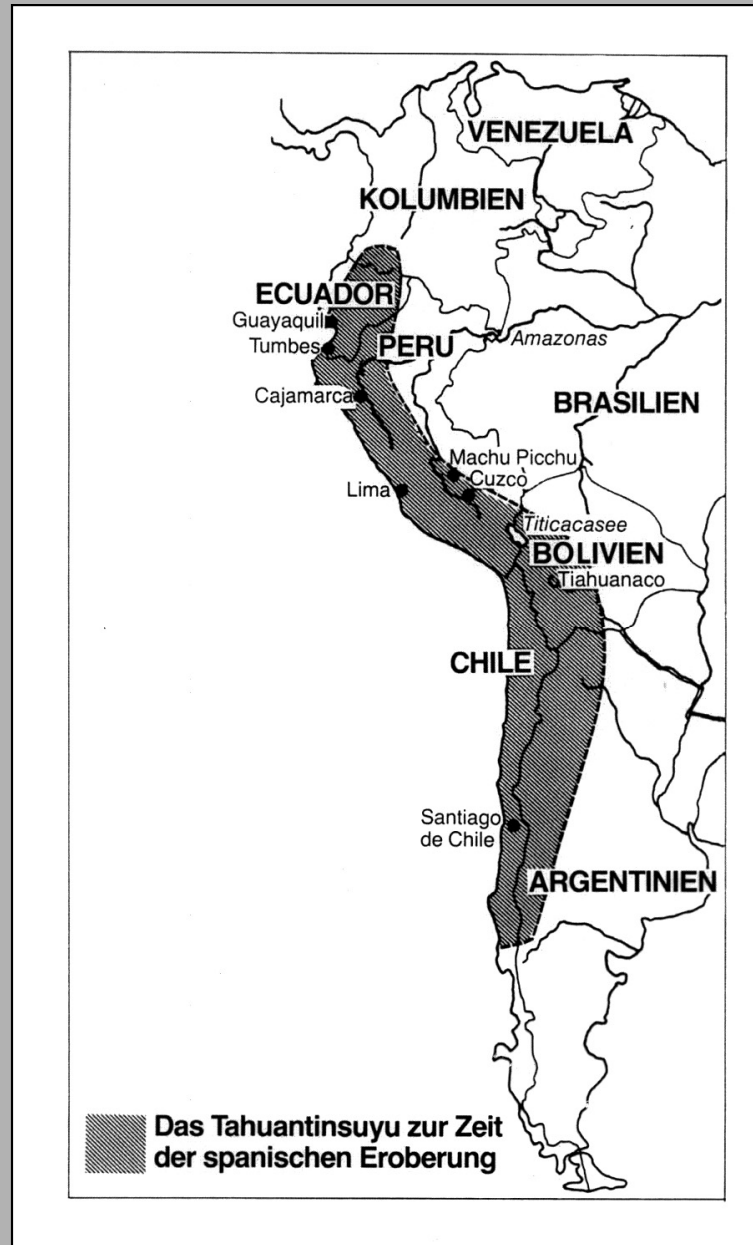 VENEZUELA
KOLUMBIEN
ECUADOR
Guayaquil
Tumbes
PERU
Amazonas
Cajamarca
BRASILIEN
Machu Picchu
Cuzco
Lima
Titicacasee
BOLIVIEN
Tiahuanaco
CHILE
Santiago
de Chile
ARGENTINIEN
Das Tahuantinsuyu zur Zeit
der spanischen Eroberung